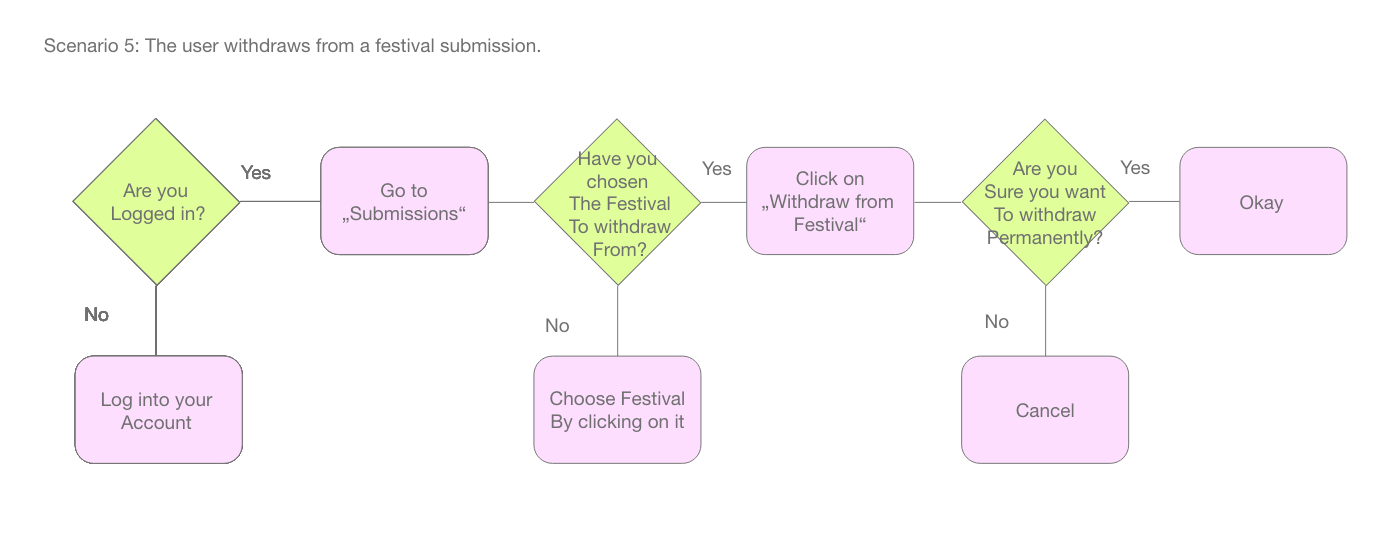 Scenario 5: The user withdraws from a festival submission.
Are you
Logged in?
Yes
Go to
„Submissions“
Have you
chosen
The Festival
To withdraw
From?
Yes
Click on
„Withdraw from
Festival“
Are you
Sure you want
To withdraw
Permanently?
Yes
Okay
No
Log into your
Account
No
Choose Festival
By clicking on it
No
Cancel